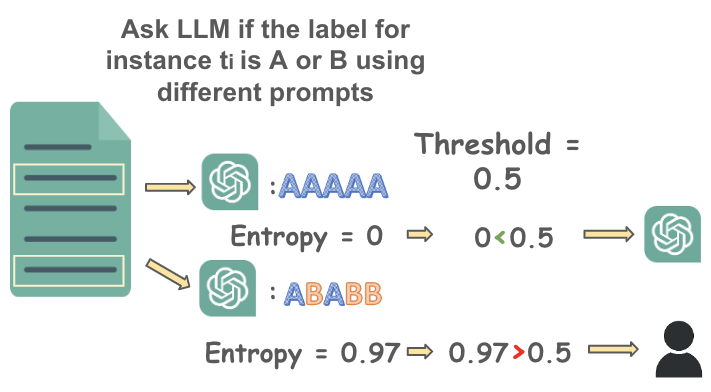 Ask LLM if the label for
instance ti is A or B using
different prompts
Threshold =
0.5
:AAAAA
Entropy = 0
0<0.5
: ABABB
Entropy = 0.97
0.97>0.5